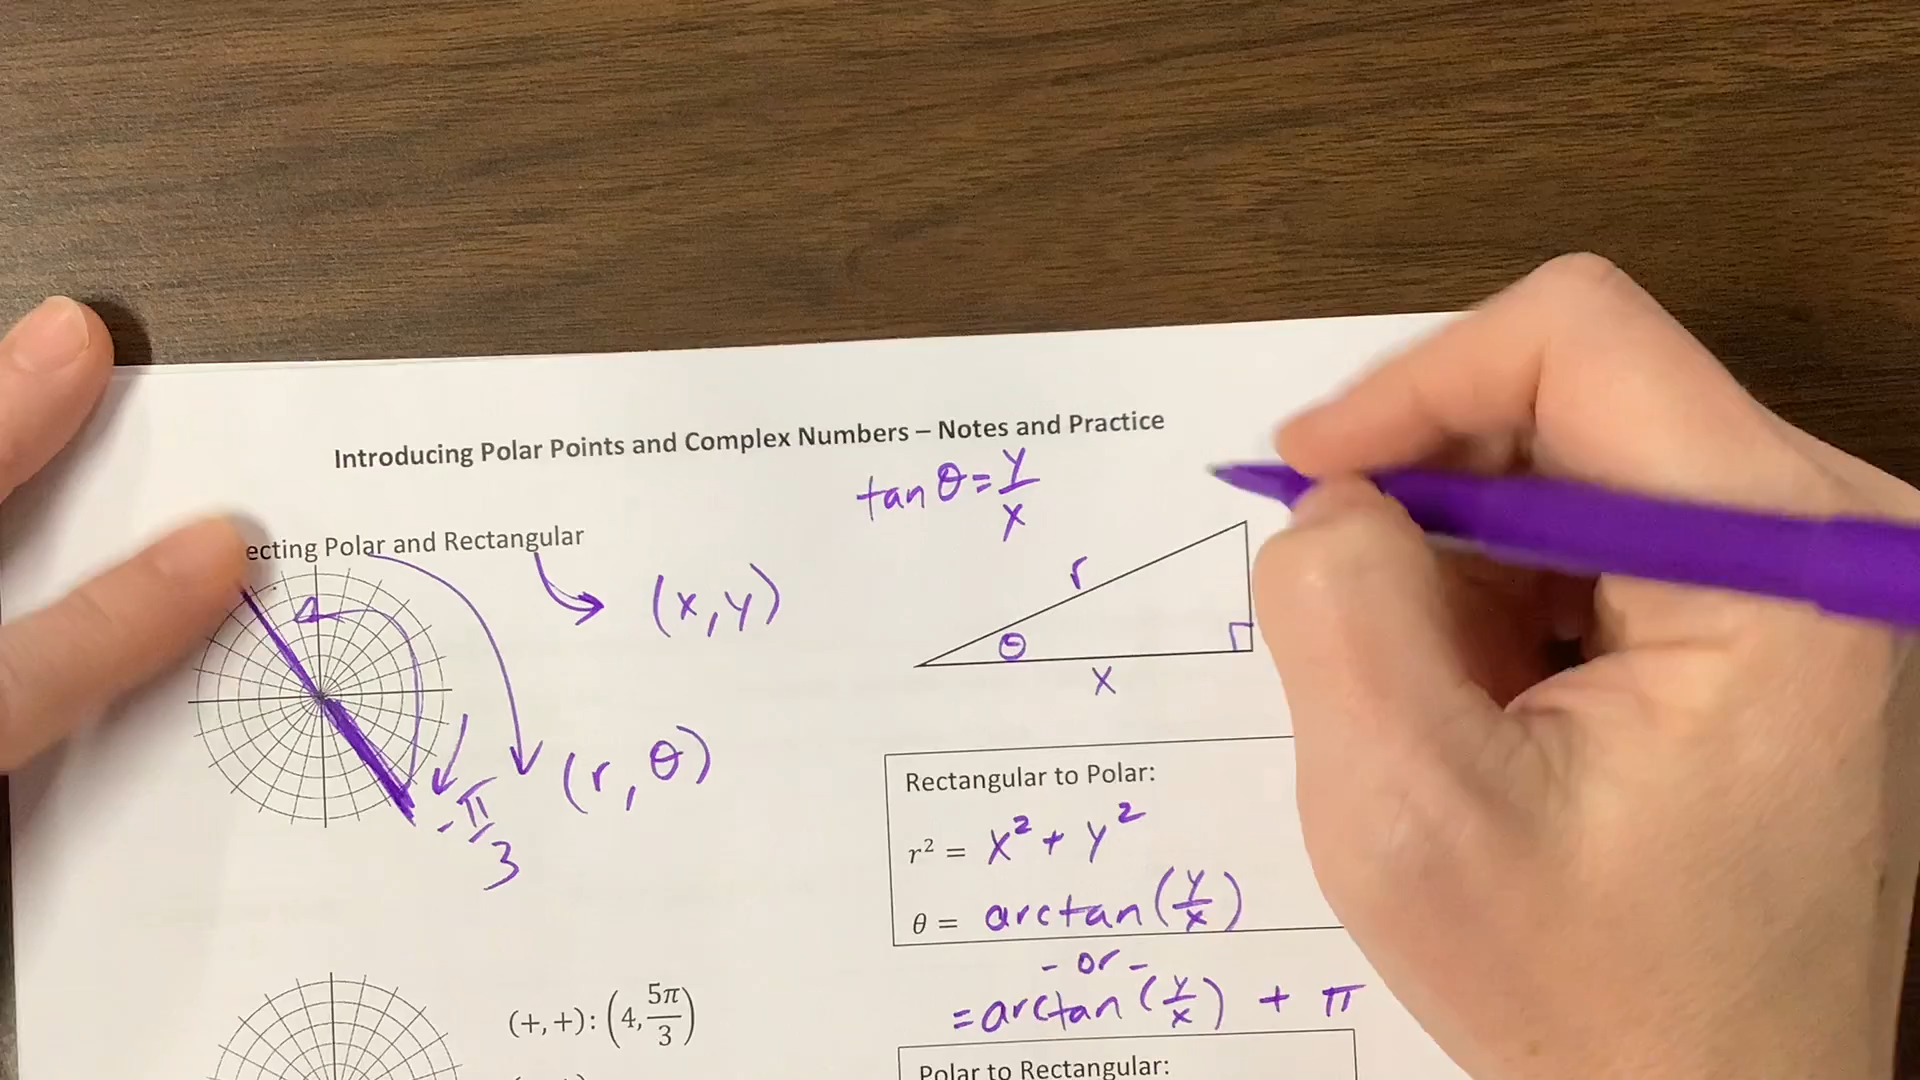 Introducing Polar Points and Complex Numbers – Notes and Practice
tan θ = y/x
ecting Polar and Rectangular
(x, y)
r
θ
x
(r, θ)
-π/3
Rectangular to Polar:
r² = x² + y²
θ = arctan(y/x)
- or -
= arctan(y/x) + π
(+,+): (4, 5π/3)
Polar to Rectangular: